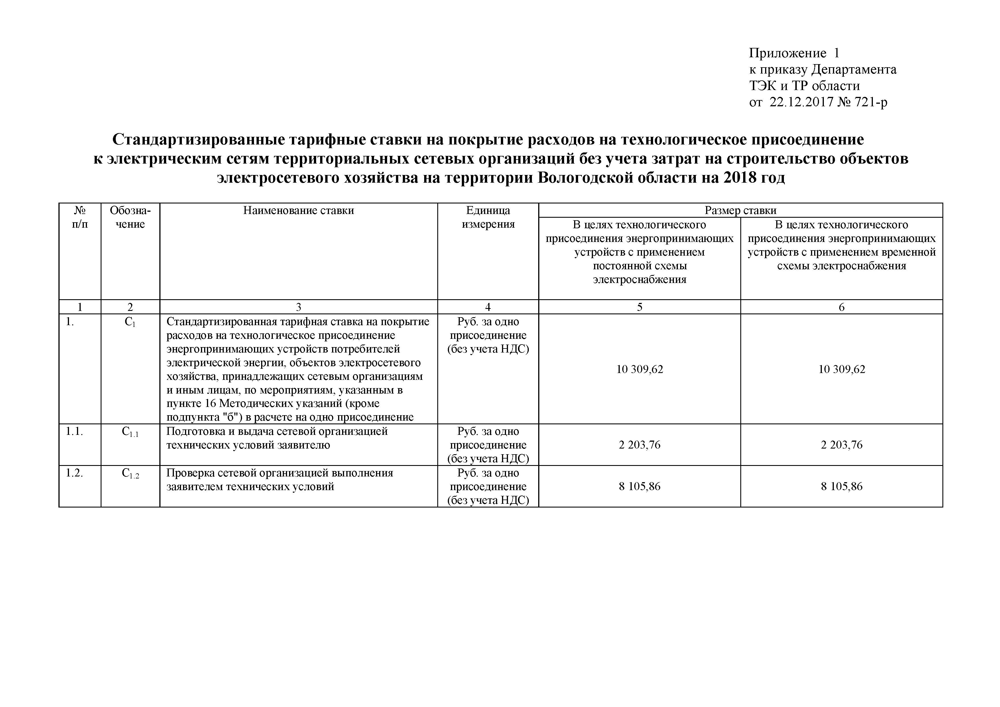 Приложение  1
к приказу Департамента
ТЭК и ТР области
от  22.12.2017 № 721-р
Стандартизированные тарифные ставки на покрытие расходов на технологическое присоединение
к электрическим сетям территориальных сетевых организаций без учета затрат на строительство объектов
электросетевого хозяйства на территории Вологодской области на 2018 год
№
п/п
Обозна-
чение
Наименование ставки
Единица
измерения
Размер ставки
В целях технологического
присоединения энергопринимающих
устройств с применением
постоянной схемы
электроснабжения
В целях технологического
присоединения энергопринимающих
устройств с применением временной
схемы электроснабжения
1
2
3
4
5
6
1.
С1
Стандартизированная тарифная ставка на покрытие
расходов на технологическое присоединение
энергопринимающих устройств потребителей
электрической энергии, объектов электросетевого
хозяйства, принадлежащих сетевым организациям
и иным лицам, по мероприятиям, указанным в
пункте 16 Методических указаний (кроме
подпункта "б") в расчете на одно присоединение
Руб. за одно
присоединение
(без учета НДС)
10 309,62
10 309,62
1.1.
С1.1
Подготовка и выдача сетевой организацией
технических условий заявителю
Руб. за одно
присоединение
(без учета НДС)
2 203,76
2 203,76
1.2.
С1.2
Проверка сетевой организацией выполнения
заявителем технических условий
Руб. за одно
присоединение
(без учета НДС)
8 105,86
8 105,86